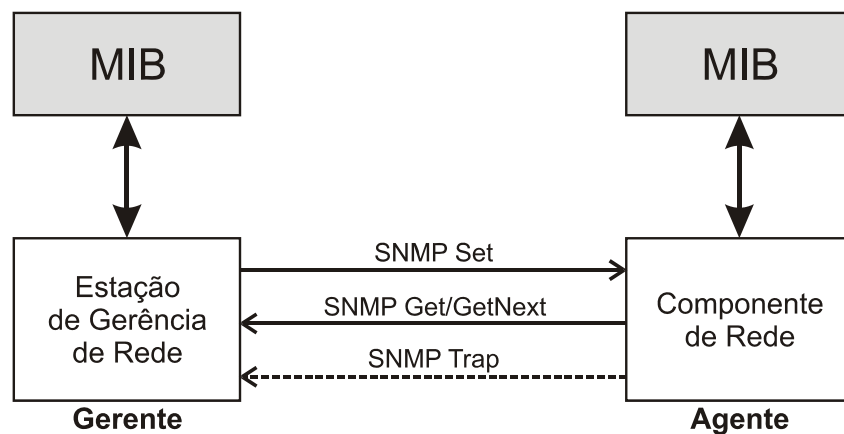 MIB
MIB
Estação
de Gerência
de Rede
SNMP Set
SNMP Get/GetNext
SNMP Trap
Componente
de Rede
Gerente
Agente